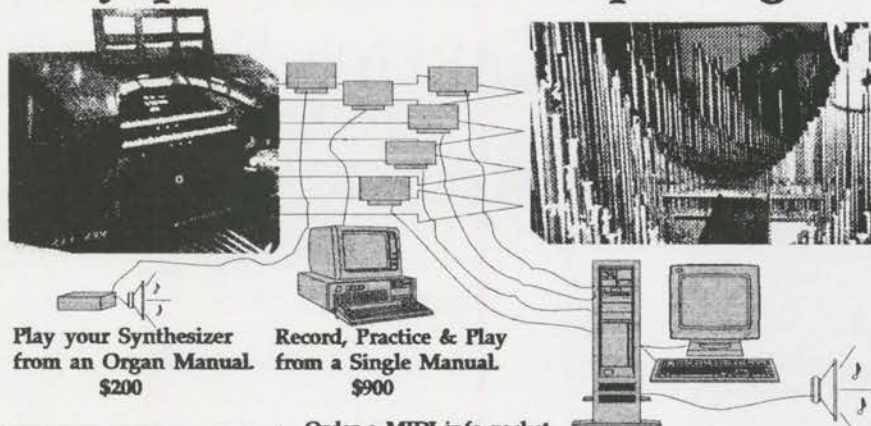 Play your Synthesizer
from an Organ Manual.
$200
Record, Practice & Play
from a Single Manual.
$900
Order a MIDI info packet